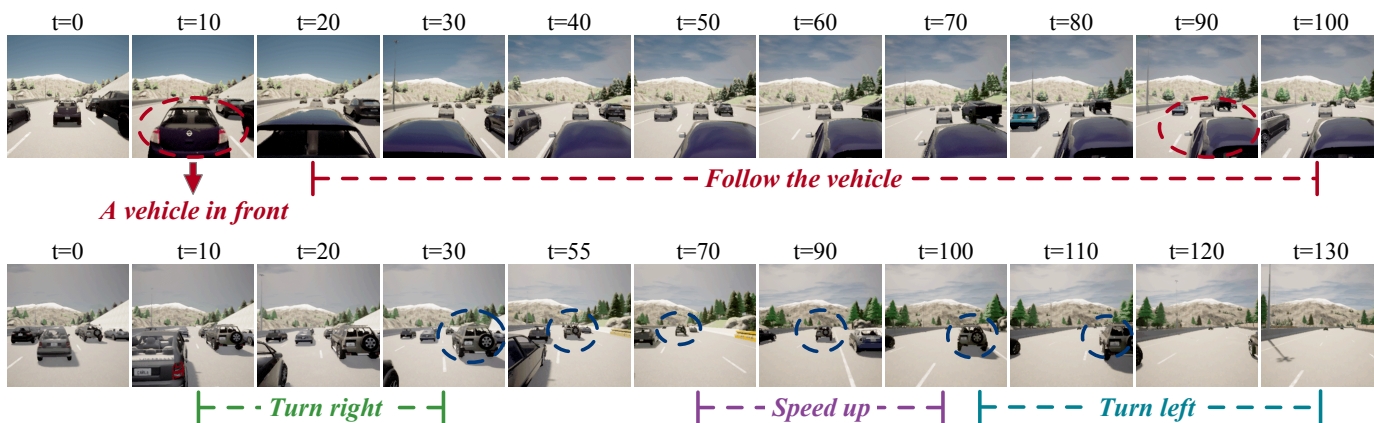 t=0 t=10 t=20 t=30 t=40 t=50 t=60 t=70 t=80 t=90 t=100
Follow the vehicle
A vehicle in front
t=0 t=10 t=20 t=30 t=55 t=70 t=90 t=100 t=110 t=120 t=130
Turn right Speed up Turn left